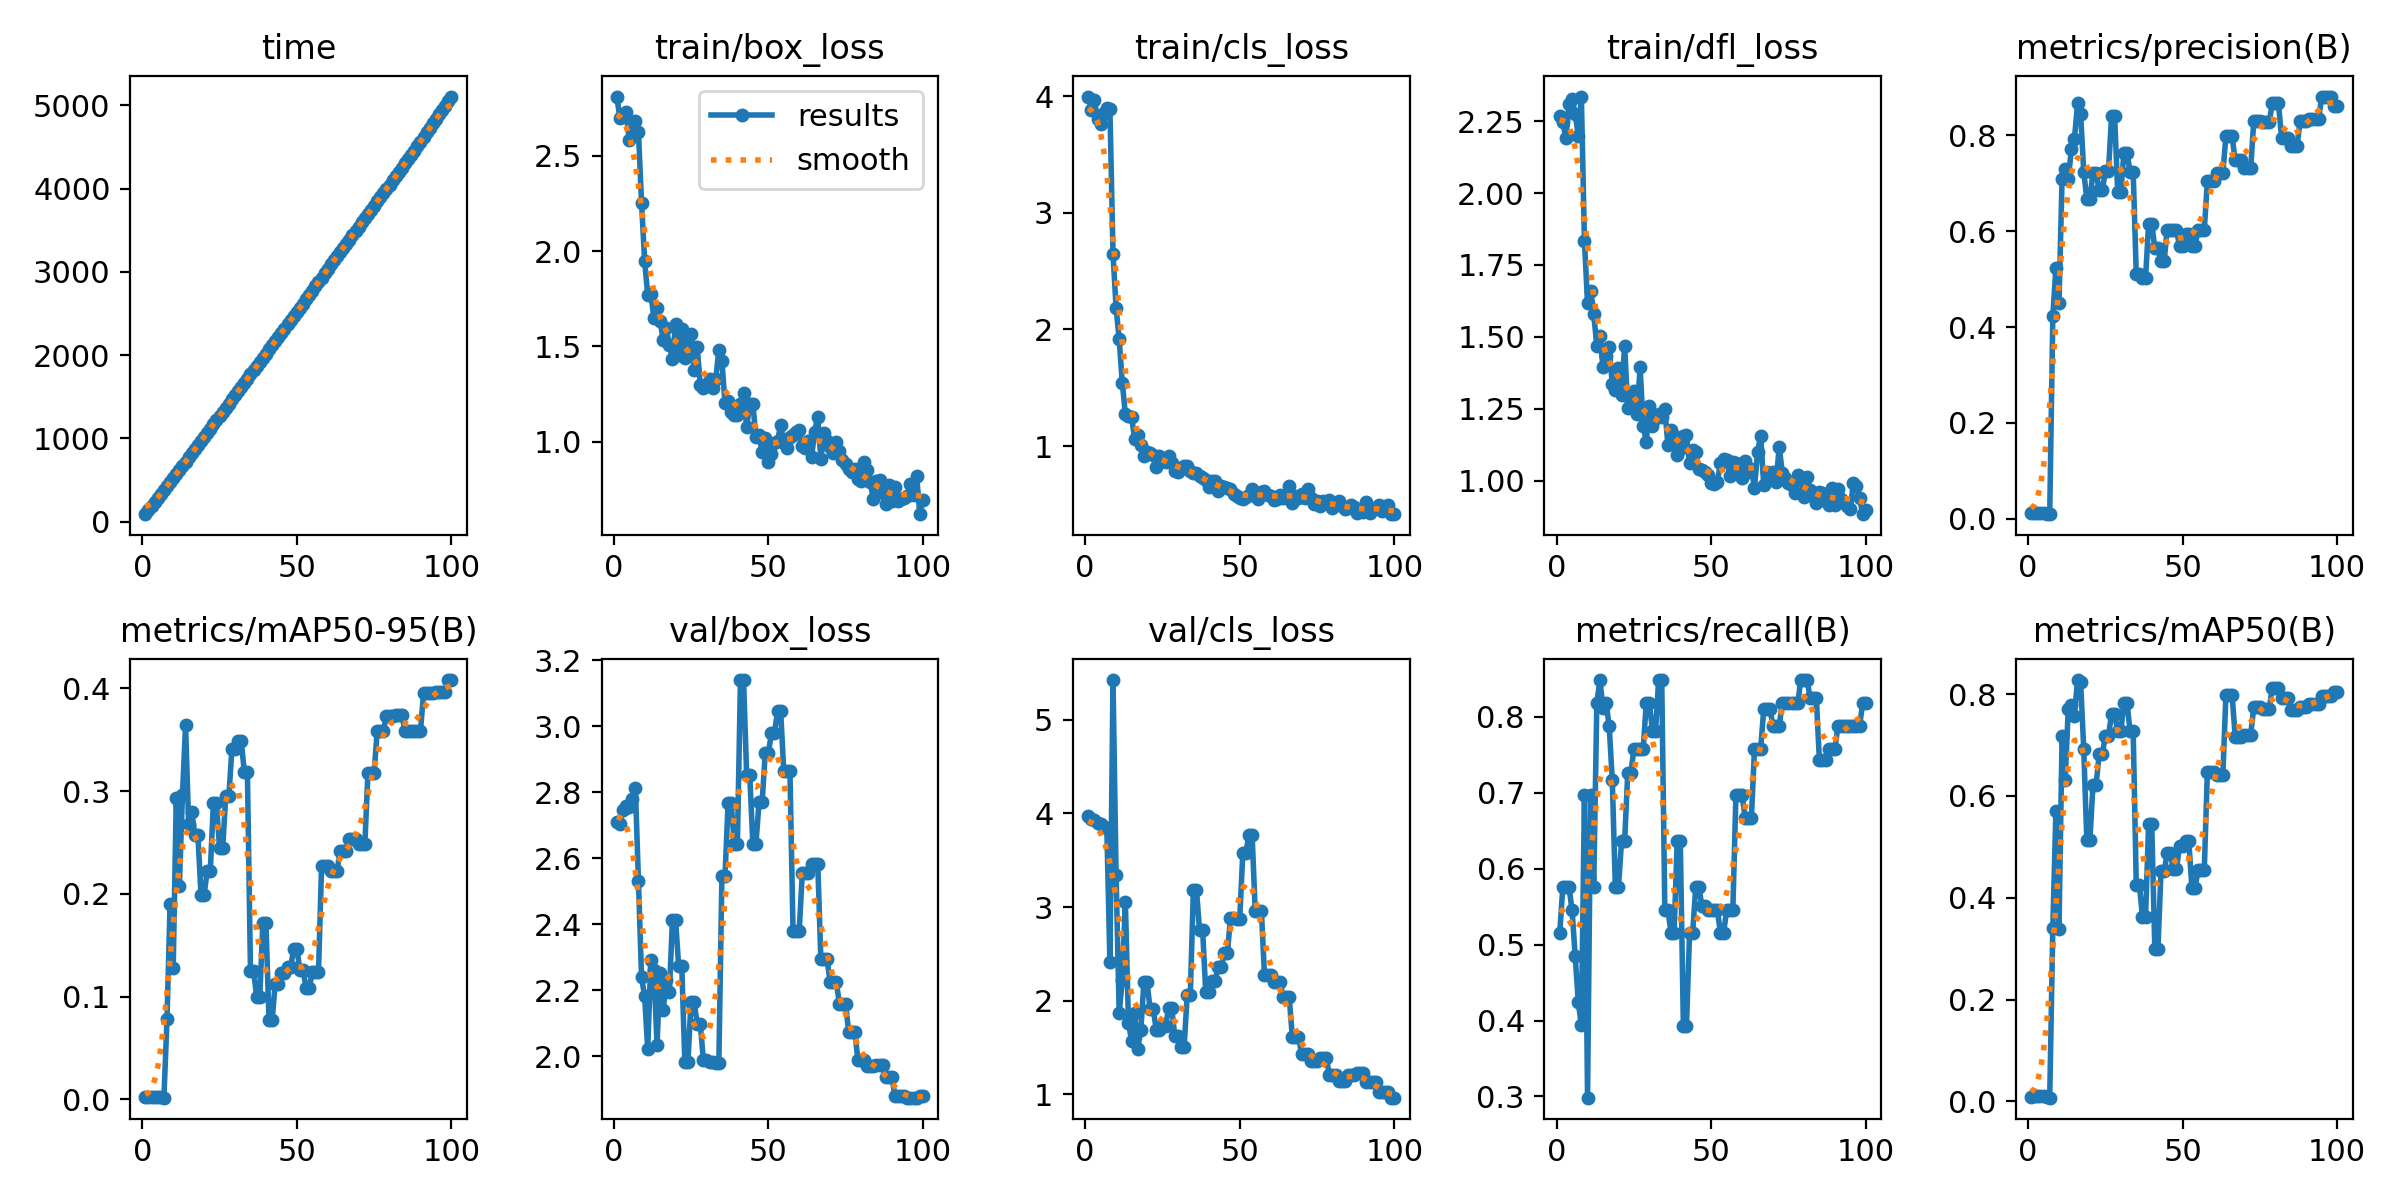 time
5000
4000
3000
2000
1000
0
0 50 100
train/box_loss
results
smooth
2.5
2.0
1.5
1.0
0 50 100
train/cls_loss
4
3
2
1
0 50 100
train/dfl_loss
2.25
2.00
1.75
1.50
1.25
1.00
0 50 100
metrics/precision(B)
0.8
0.6
0.4
0.2
0.0
0 50 100
metrics/mAP50-95(B)
0.4
0.3
0.2
0.1
0.0
0 50 100
val/box_loss
3.2
3.0
2.8
2.6
2.4
2.2
2.0
0 50 100
val/cls_loss
5
4
3
2
1
0 50 100
metrics/recall(B)
0.8
0.7
0.6
0.5
0.4
0.3
0 50 100
metrics/mAP50(B)
0.8
0.6
0.4
0.2
0.0
0 50 100